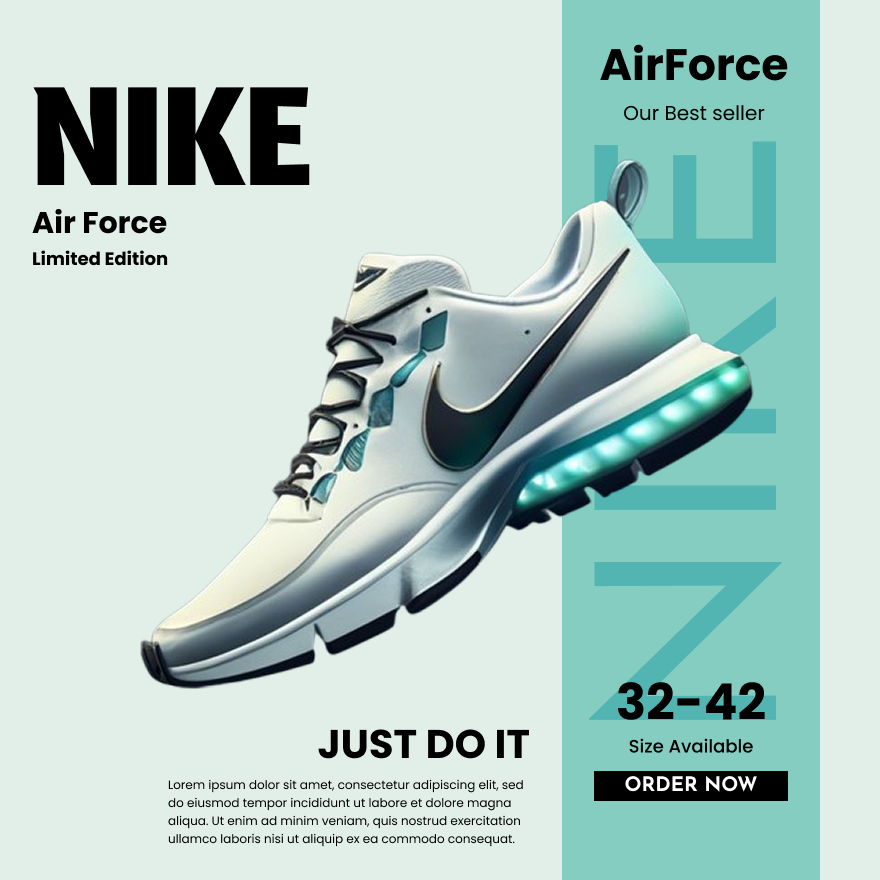 NIKE
Air Force
Limited Edition
AirForce
Our Best seller
NIKE
32-42
Size Available
ORDER NOW
JUST DO IT
Lorem ipsum dolor sit amet, consectetur adipiscing elit, sed
do eiusmod tempor incididunt ut labore et dolore magna
aliqua. Ut enim ad minim veniam, quis nostrud exercitation
ullamco laboris nisi ut aliquip ex ea commodo consequat.